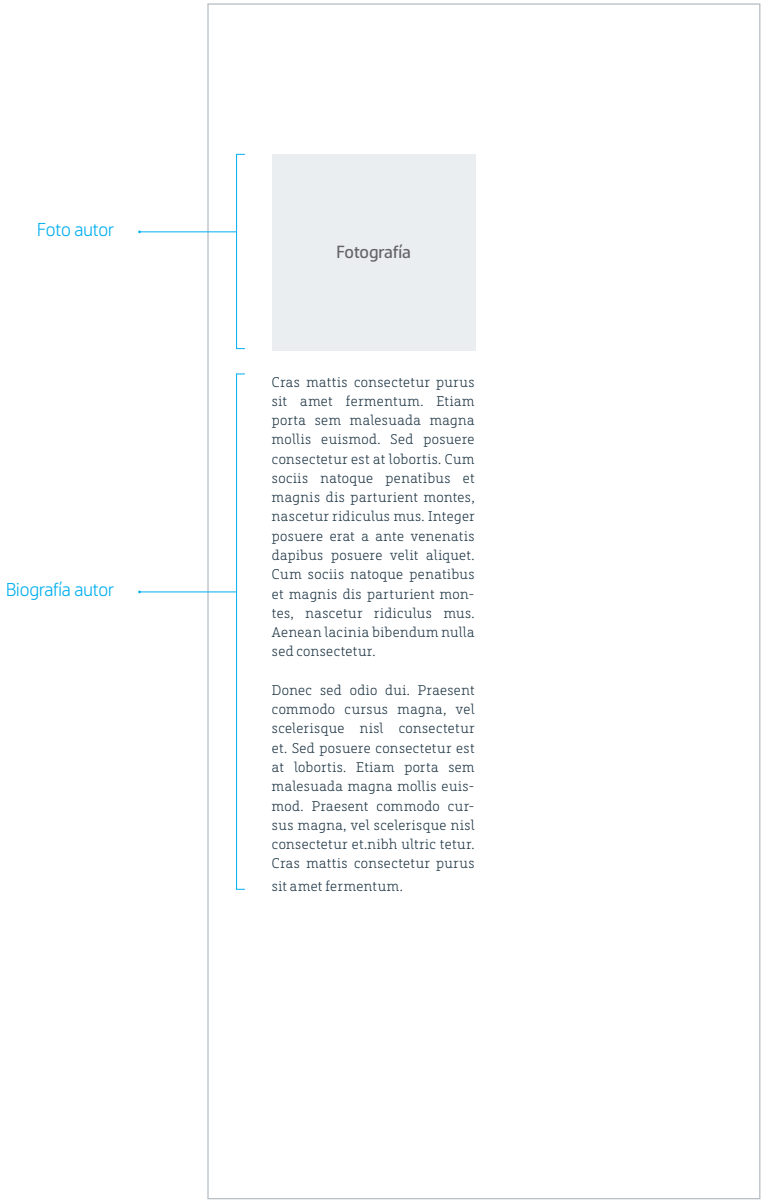 Foto autor
Fotografía
Cras mattis consectetur purus
sit amet fermentum. Etiam
porta sem malesuada magna
mollis euismod. Sed posuere
consectetur est at lobortis. Cum
sociis natoque penatibus et
magnis dis parturient montes,
nascetur ridiculus mus. Integer
posuere erat a ante venenatis
dapibus posuere velit aliquet.
Cum sociis natoque penatibus
et magnis dis parturient mon-
tes, nascetur ridiculus mus.
Aenean lacinia bibendum nulla
sed consectetur.
Biografía autor
Donec sed odio dui. Praesent
commodo cursus magna, vel
scelerisque nisl consectetur
et. Sed posuere consectetur est
at lobortis. Etiam porta sem
malesuada magna mollis euis-
mod. Praesent commodo cur-
sus magna, vel scelerisque nisl
consectetur et.nibh ultric tetur.
Cras mattis consectetur purus
sit amet fermentum.